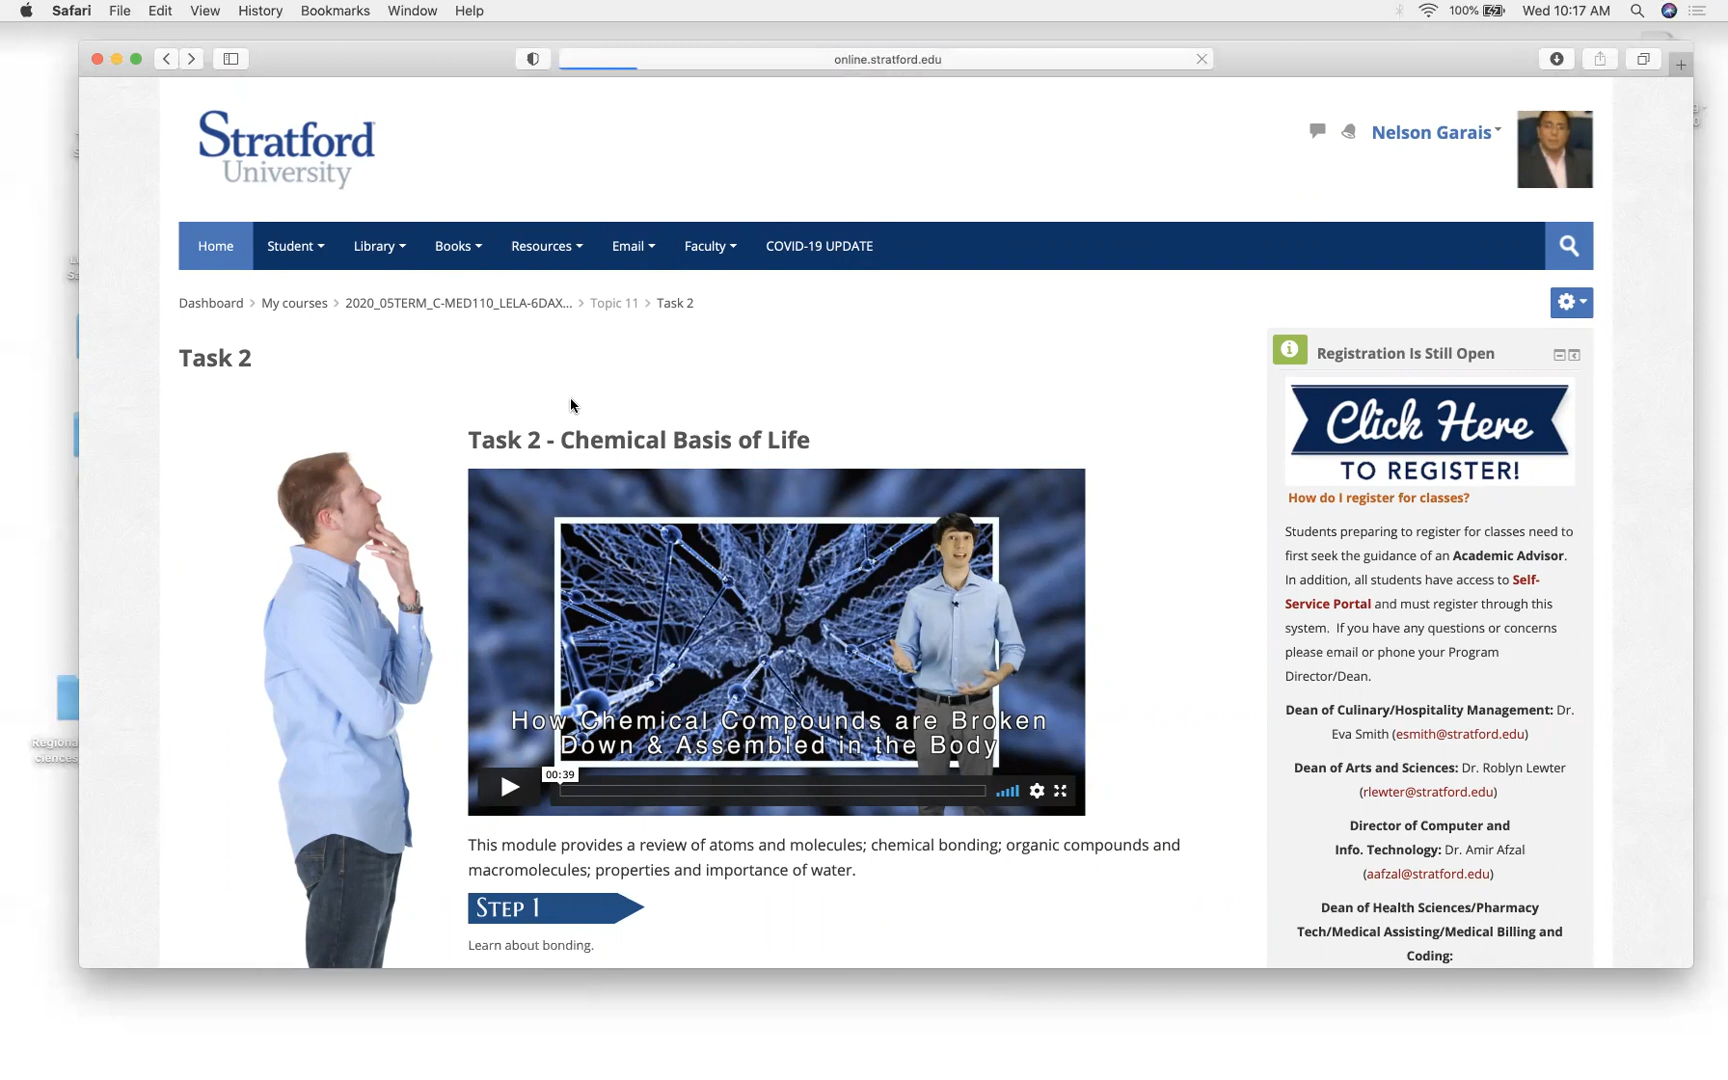 Safari File Edit View History Bookmarks Window Help 100% Wed 10:17 AM
online.stratford.edu
Stratford
University
Nelson Garais
Home Student Library Books Resources Email Faculty COVID-19 UPDATE
Dashboard > My courses > 2020_05TERM_C-MED110_LELA-6DAX... > Topic 11 > Task 2
Task 2
Task 2 - Chemical Basis of Life
How Chemical Compounds are Broken
Down & Assembled in the Body
00:39
This module provides a review of atoms and molecules; chemical bonding; organic compounds and
macromolecules; properties and importance of water.
STEP 1
Learn about bonding.
Registration Is Still Open
Click Here
TO REGISTER!
How do I register for classes?
Students preparing to register for classes need to
first seek the guidance of an Academic Advisor.
In addition, all students have access to Self-
Service Portal and must register through this
system. If you have any questions or concerns
please email or phone your Program
Director/Dean.
Dean of Culinary/Hospitality Management: Dr.
Eva Smith (esmith@stratford.edu)
Dean of Arts and Sciences: Dr. Roblyn Lewter
(rlewter@stratford.edu)
Director of Computer and
Info. Technology: Dr. Amir Afzal
(aafzal@stratford.edu)
Dean of Health Sciences/Pharmacy
Tech/Medical Assisting/Medical Billing and
Coding:
Regional
ciences